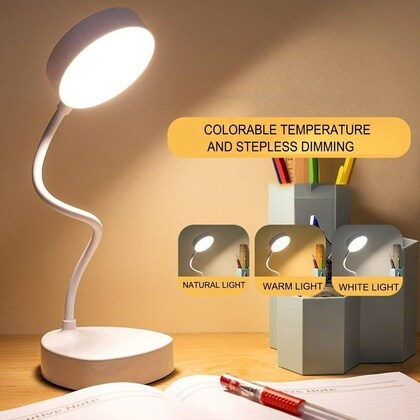 COLORABLE TEMPERATURE
AND STEPLESS DIMMING
NATURAL LIGHT
WARM LIGHT
WHITE LIGHT